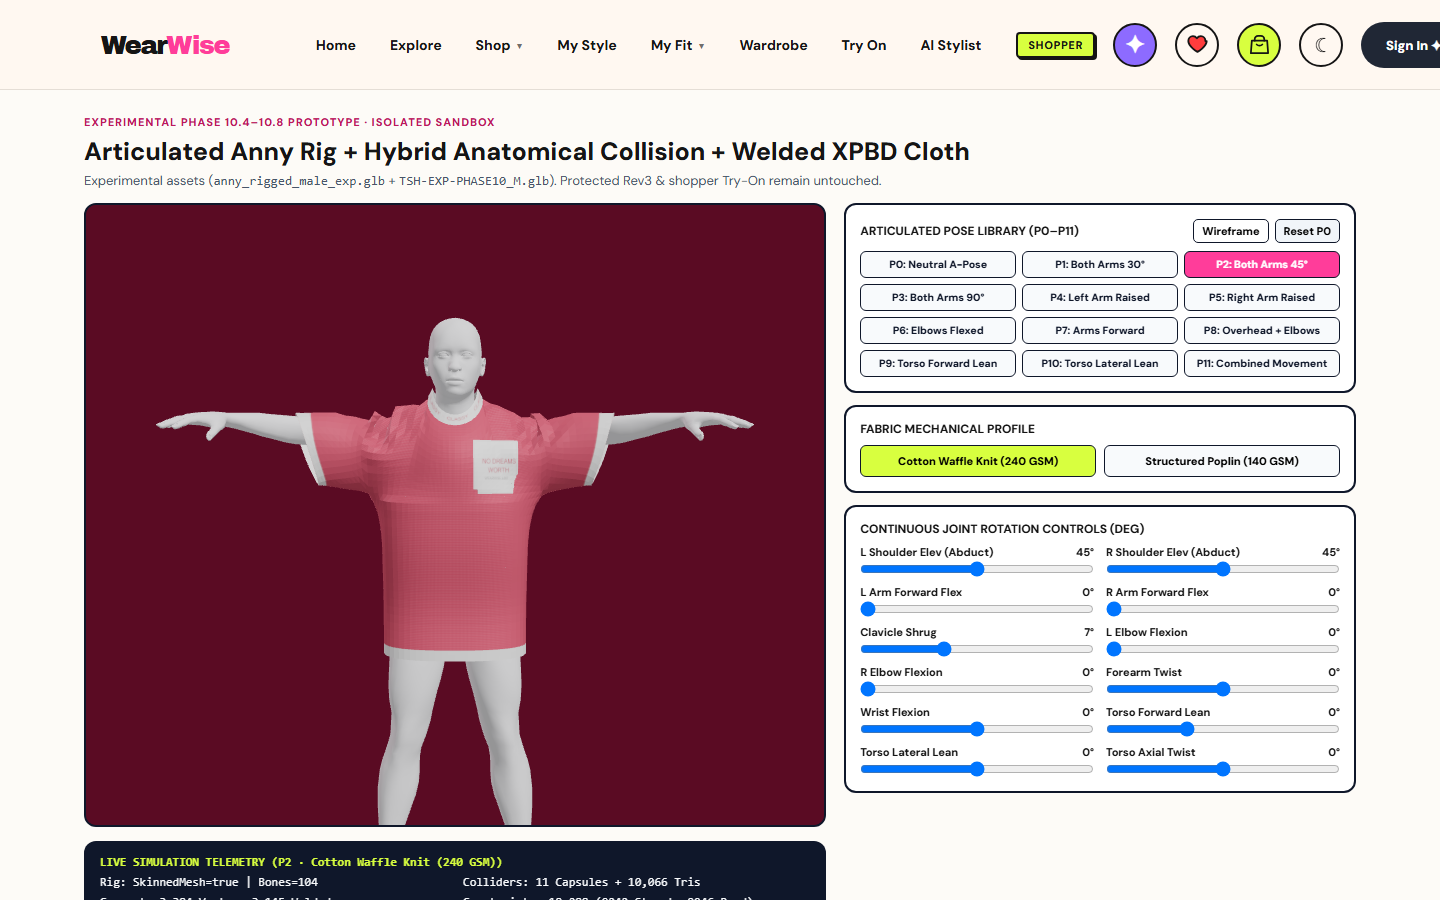 WearWise
Home
Explore
Shop ▾
My Style
My Fit ▾
Wardrobe
Try On
AI Stylist
SHOPPER
Sign In ✦
EXPERIMENTAL PHASE 10.4–10.8 PROTOTYPE · ISOLATED SANDBOX
Articulated Anny Rig + Hybrid Anatomical Collision + Welded XPBD Cloth
Experimental assets (anny_rigged_male_exp.glb + TSH-EXP-PHASE10_M.glb). Protected Rev3 & shopper Try-On remain untouched.
NO DREAMS
ARTICULATED POSE LIBRARY (P0–P11)
Wireframe
Reset P0
P0: Neutral A-Pose
P1: Both Arms 30°
P2: Both Arms 45°
P3: Both Arms 90°
P4: Left Arm Raised
P5: Right Arm Raised
P6: Elbows Flexed
P7: Arms Forward
P8: Overhead + Elbows
P9: Torso Forward Lean
P10: Torso Lateral Lean
P11: Combined Movement
FABRIC MECHANICAL PROFILE
Cotton Waffle Knit (240 GSM)
Structured Poplin (140 GSM)
CONTINUOUS JOINT ROTATION CONTROLS (DEG)
L Shoulder Elev (Abduct) 45°
R Shoulder Elev (Abduct) 45°
L Arm Forward Flex 0°
R Arm Forward Flex 0°
Clavicle Shrug 7°
L Elbow Flexion 0°
R Elbow Flexion 0°
Forearm Twist 0°
Wrist Flexion 0°
Torso Forward Lean 0°
Torso Lateral Lean 0°
Torso Axial Twist 0°
LIVE SIMULATION TELEMETRY (P2 · Cotton Waffle Knit (240 GSM))
Rig: SkinnedMesh=true | Bones=104
Colliders: 11 Capsules + 10,066 Tris